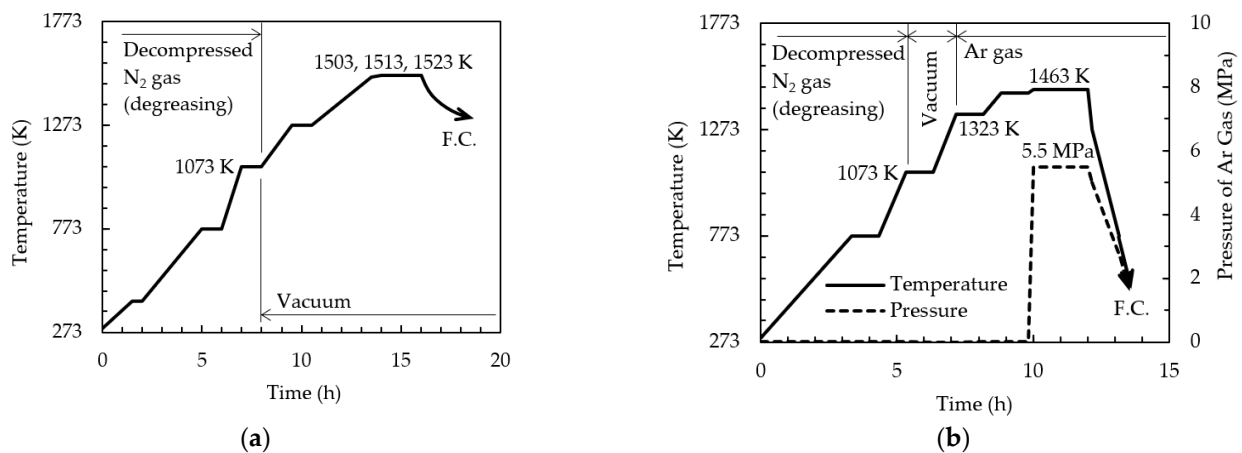 1773
1273
773
273
Temperature (K)
Decompressed
N2 gas
(degreasing)
1503, 1513, 1523 K
F.C.
1073 K
Vacuum
0
5
10
15
20
Time (h)
(a)
1773
1273
773
273
Temperature (K)
Decompressed
N2 gas
(degreasing)
Vacuum
Ar gas
1463 K
1323 K
1073 K
5.5 MPa
Temperature
Pressure
F.C.
10
8
6
4
2
0
Pressure of Ar Gas (MPa)
0
5
10
15
Time (h)
(b)